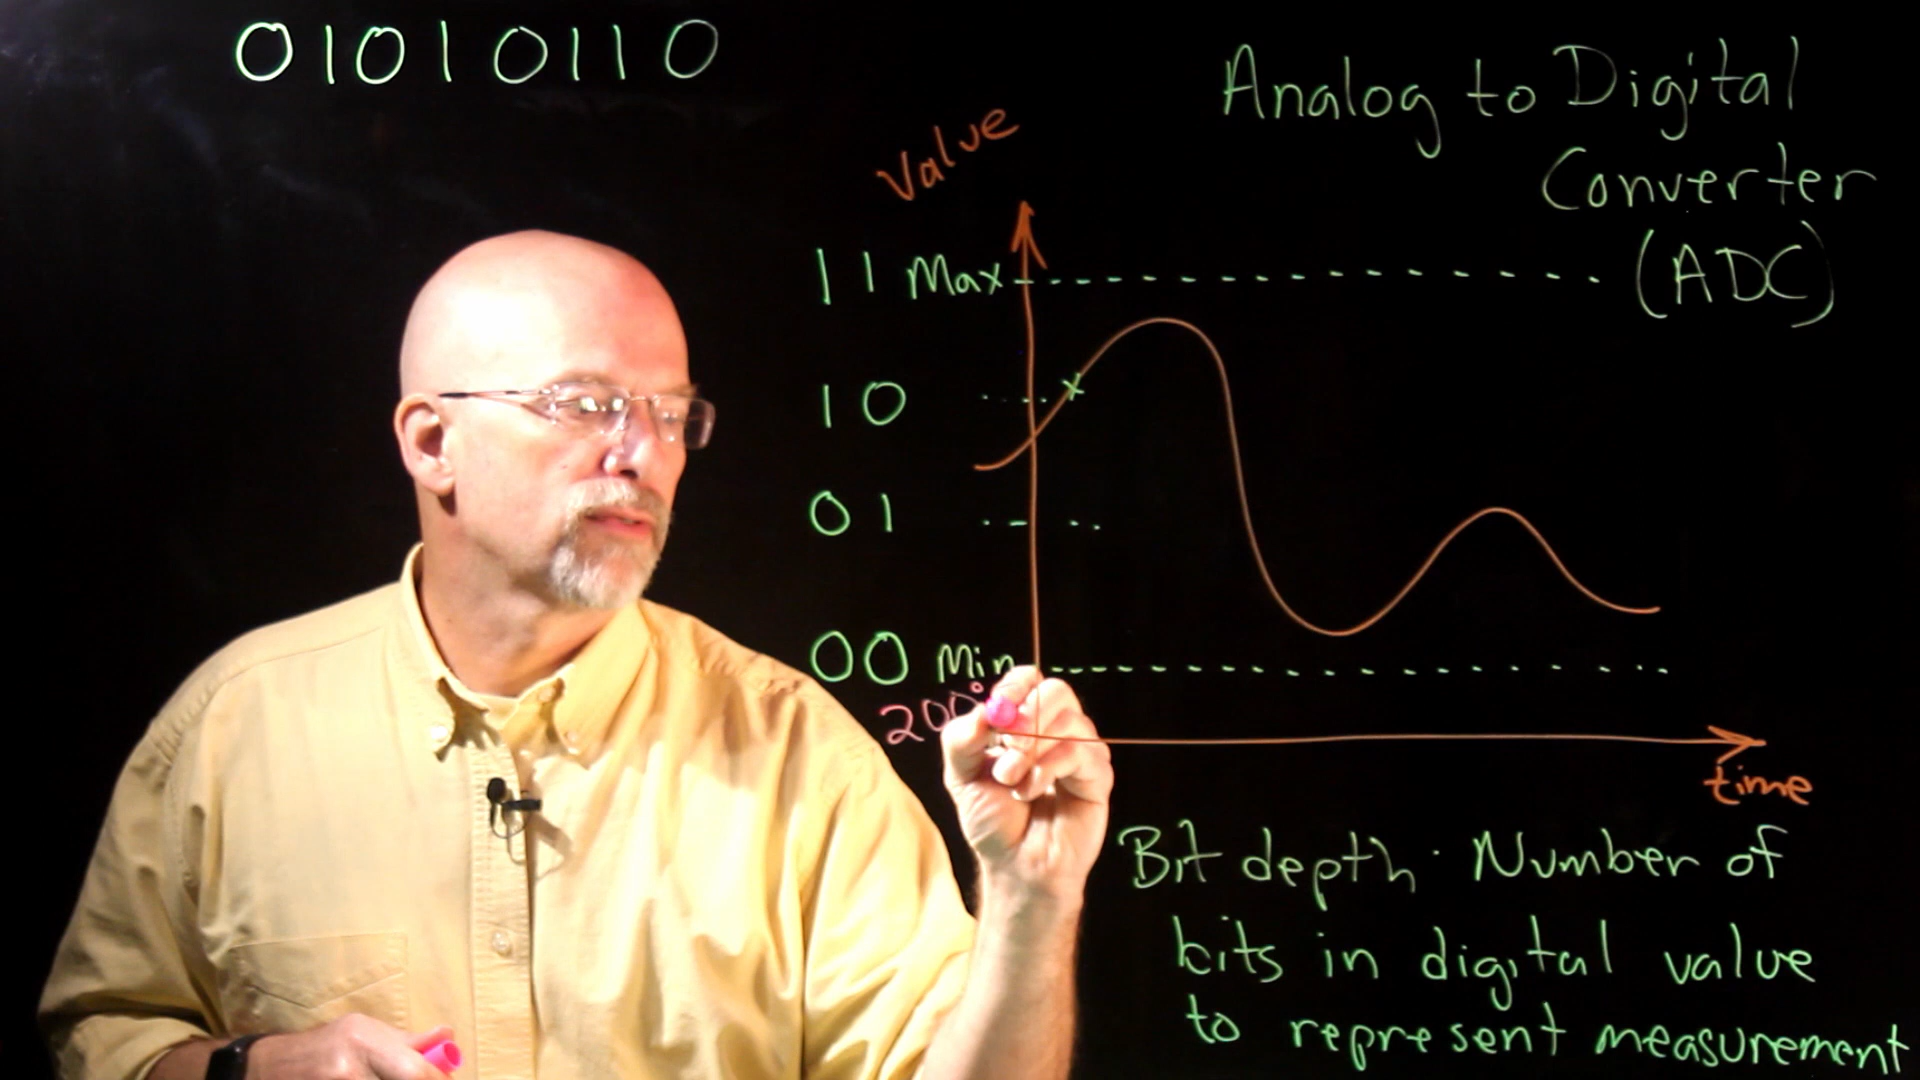 01010110
Analog to Digital
Converter
(ADC)
Value
11 Max
10
01
00 Min
200°
time
Bit depth · Number of
bits in digital value
to represent measurement